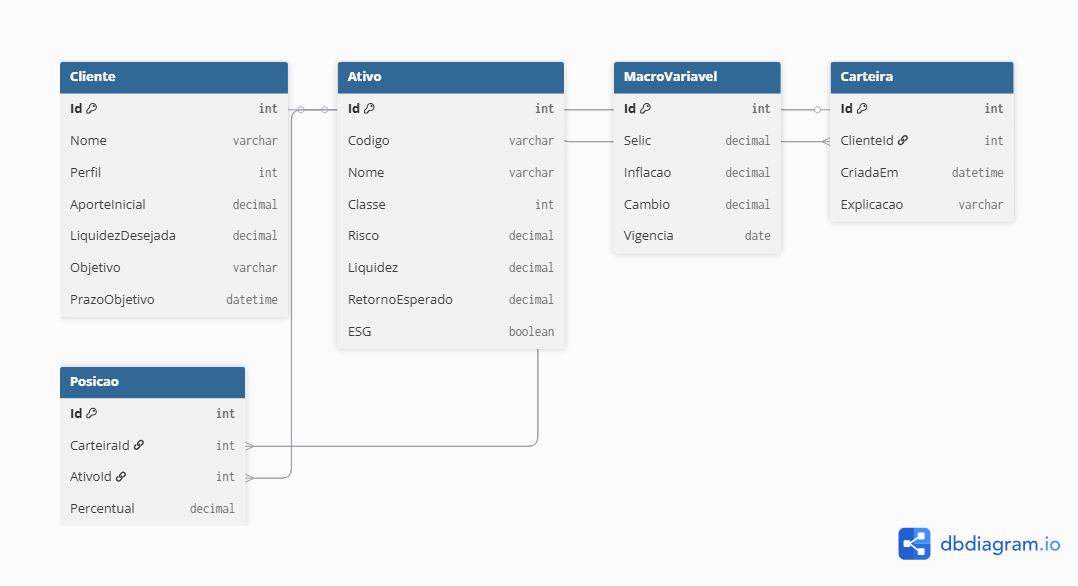 Cliente
Id int
Nome varchar
Perfil int
AporteInicial decimal
LiquidezDesejada decimal
Objetivo varchar
PrazoObjetivo datetime
Ativo
Id int
Codigo varchar
Nome varchar
Classe int
Risco decimal
Liquidez decimal
RetornoEsperado decimal
ESG boolean
MacroVariavel
Id int
Selic decimal
Inflacao decimal
Cambio decimal
Vigencia date
Carteira
Id int
ClienteId int
CriadaEm datetime
Explicacao varchar
Posicao
Id int
CarteiraId int
AtivoId int
Percentual decimal
dbdiagram.io